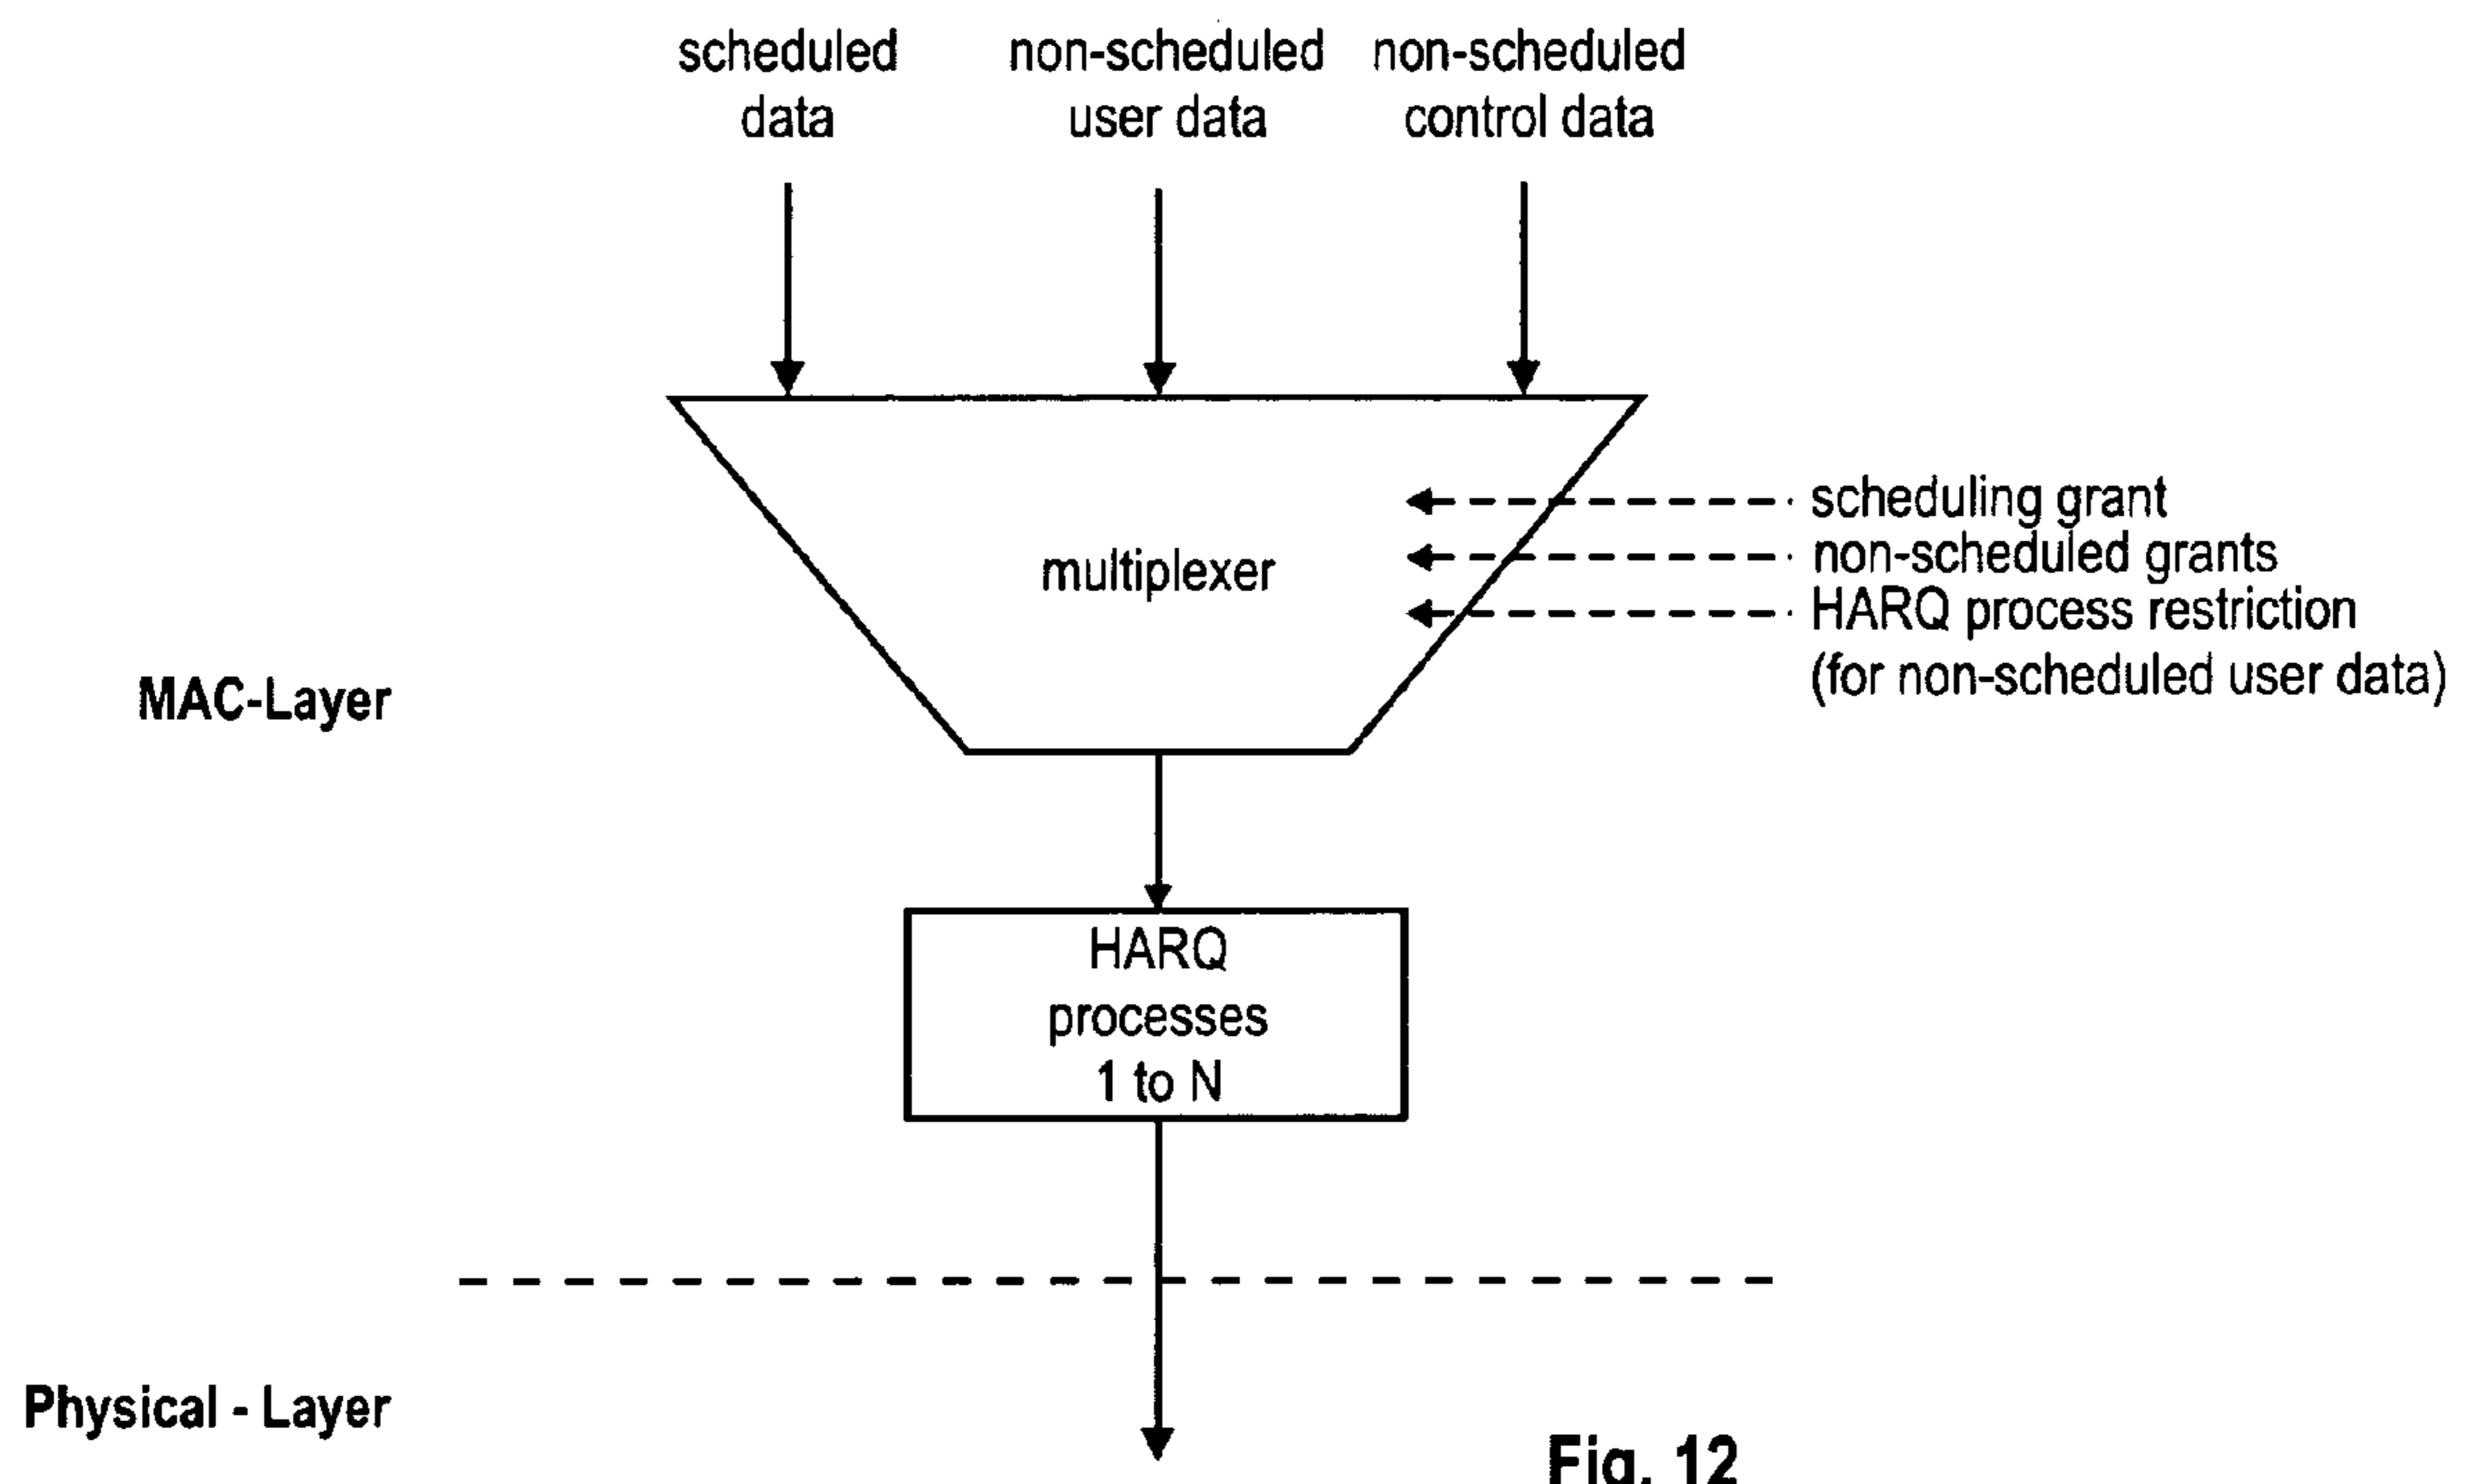 scheduled
data
non-scheduled
user data
non-scheduled
control data
scheduling grant
non-scheduled grants
multiplexer
HARQ process restriction
(for non-scheduled user data)
MAC-Layer
HARQ
processes
1 to N
Physical - Layer
Fig. 12